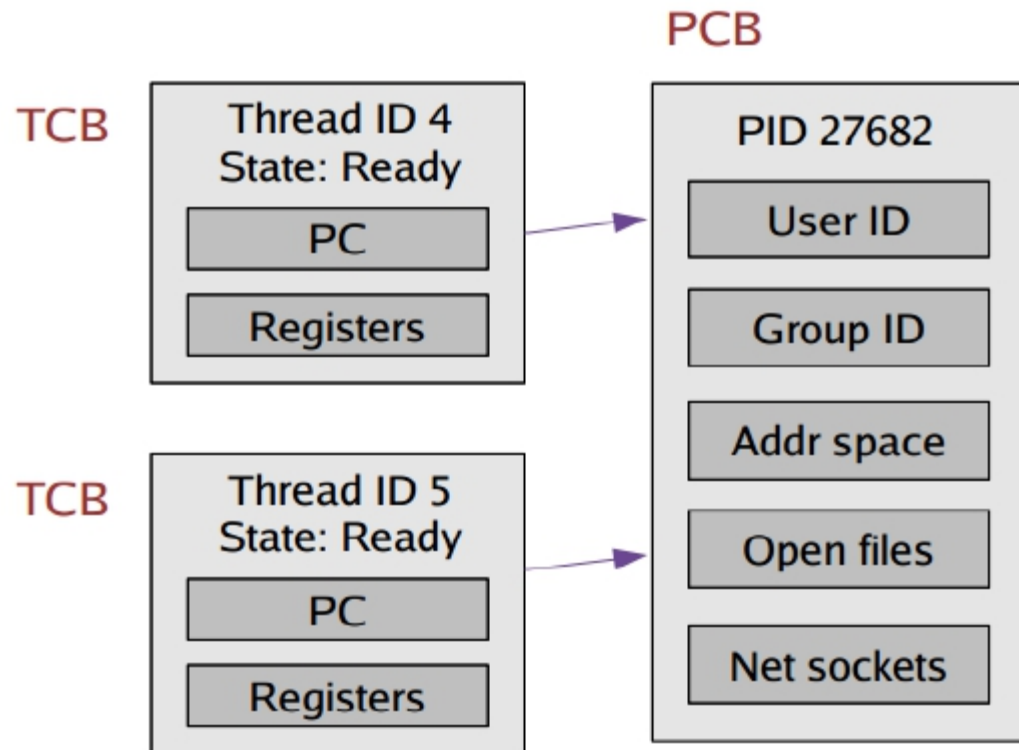 PCB
TCB
Thread ID 4
State: Ready
PC
Registers
TCB
Thread ID 5
State: Ready
PC
Registers
PID 27682
User ID
Group ID
Addr space
Open files
Net sockets